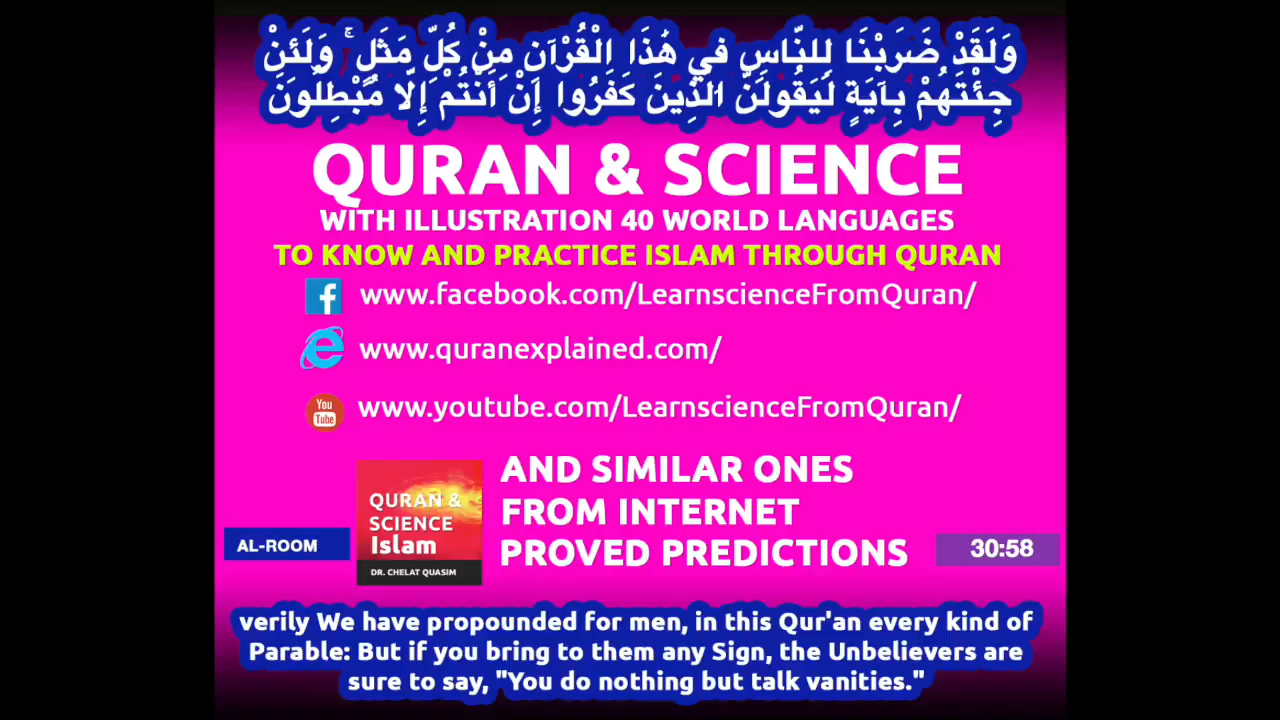 وَلَقَدْ ضَرَبْنَا لِلنَّاسِ فِي هَٰذَا الْقُرْآنِ مِنْ كُلِّ مَثَلٍ ۚ وَلَئِنْ
جِئْتَهُمْ بِآيَةٍ لَيَقُولَنَّ الَّذِينَ كَفَرُوا إِنْ أَنْتُمْ إِلَّا مُبْطِلُونَ
QURAN & SCIENCE
WITH ILLUSTRATION 40 WORLD LANGUAGES
TO KNOW AND PRACTICE ISLAM THROUGH QURAN
www.facebook.com/LearnscienceFromQuran/
www.quranexplained.com/
You
Tube
www.youtube.com/LearnscienceFromQuran/
AND SIMILAR ONES
FROM INTERNET
PROVED PREDICTIONS
QURAN &
SCIENCE
Islam
DR. CHELAT QUASIM
AL-ROOM
30:58
verily We have propounded for men, in this Qur'an every kind of
Parable: But if you bring to them any Sign, the Unbelievers are
sure to say, "You do nothing but talk vanities."